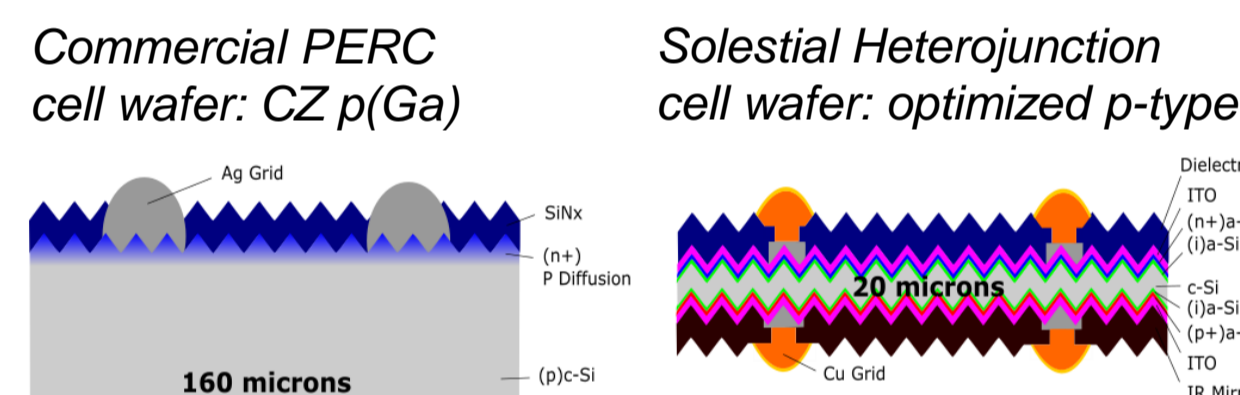 Commercial PERC
cell wafer: CZ p(Ga)
Ag Grid
SiNx
(n+)
P Diffusion
160 microns
(p)c-Si
Solestial Heterojunction
cell wafer: optimized p-type
ITO
(n+)a-
(i)a-Si
20 microns
c-Si
(i)a-Si
(p+)a-
ITO
Cu Grid